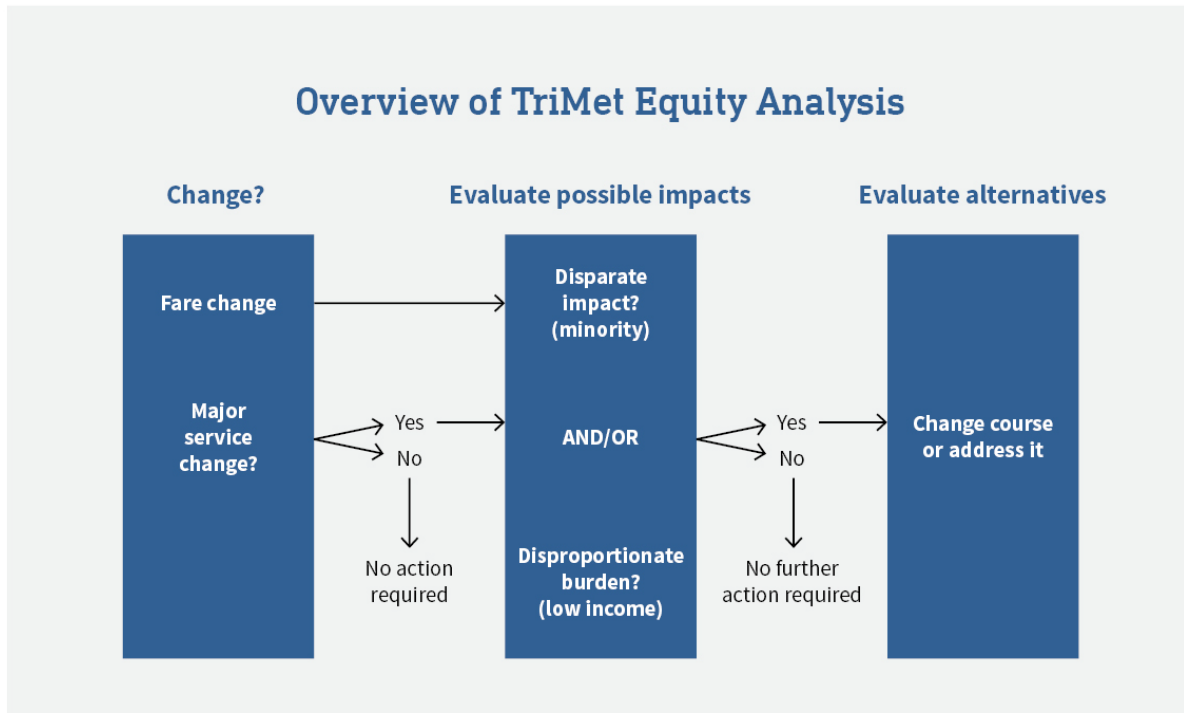 Overview of TriMet Equity Analysis
Change?
Evaluate possible impacts
Evaluate alternatives
Fare change
Major
service
change?
Yes
No
No action
required
Disparate
impact?
(minority)
AND/OR
Disproportionate
burden?
(low income)
Yes
No
No further
action required
Change course
or address it